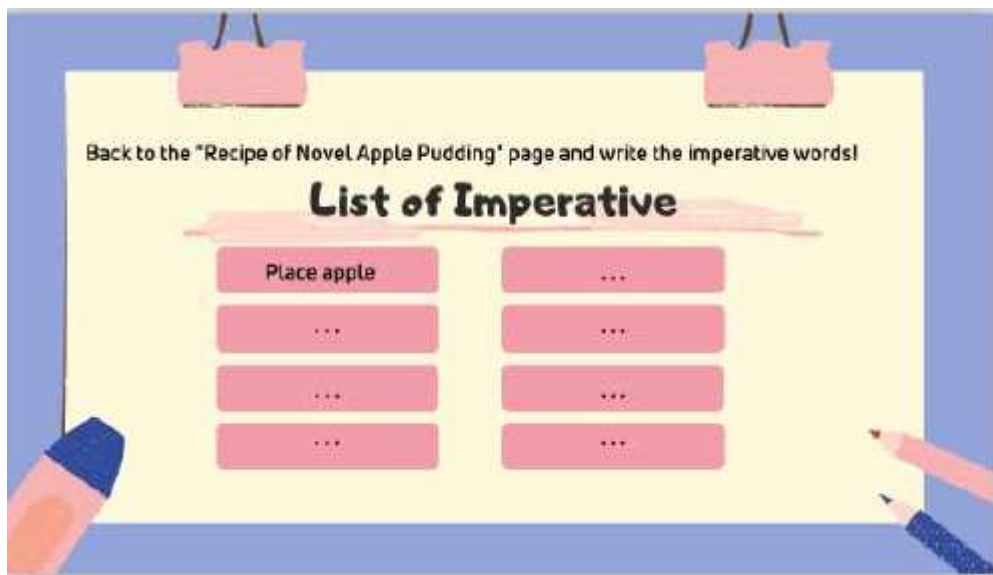 Back to the "Recipe of Novel Apple Pudding" page and write the imperative words!
List of Imperative
Place apple
...
...
...
...
...
...
...